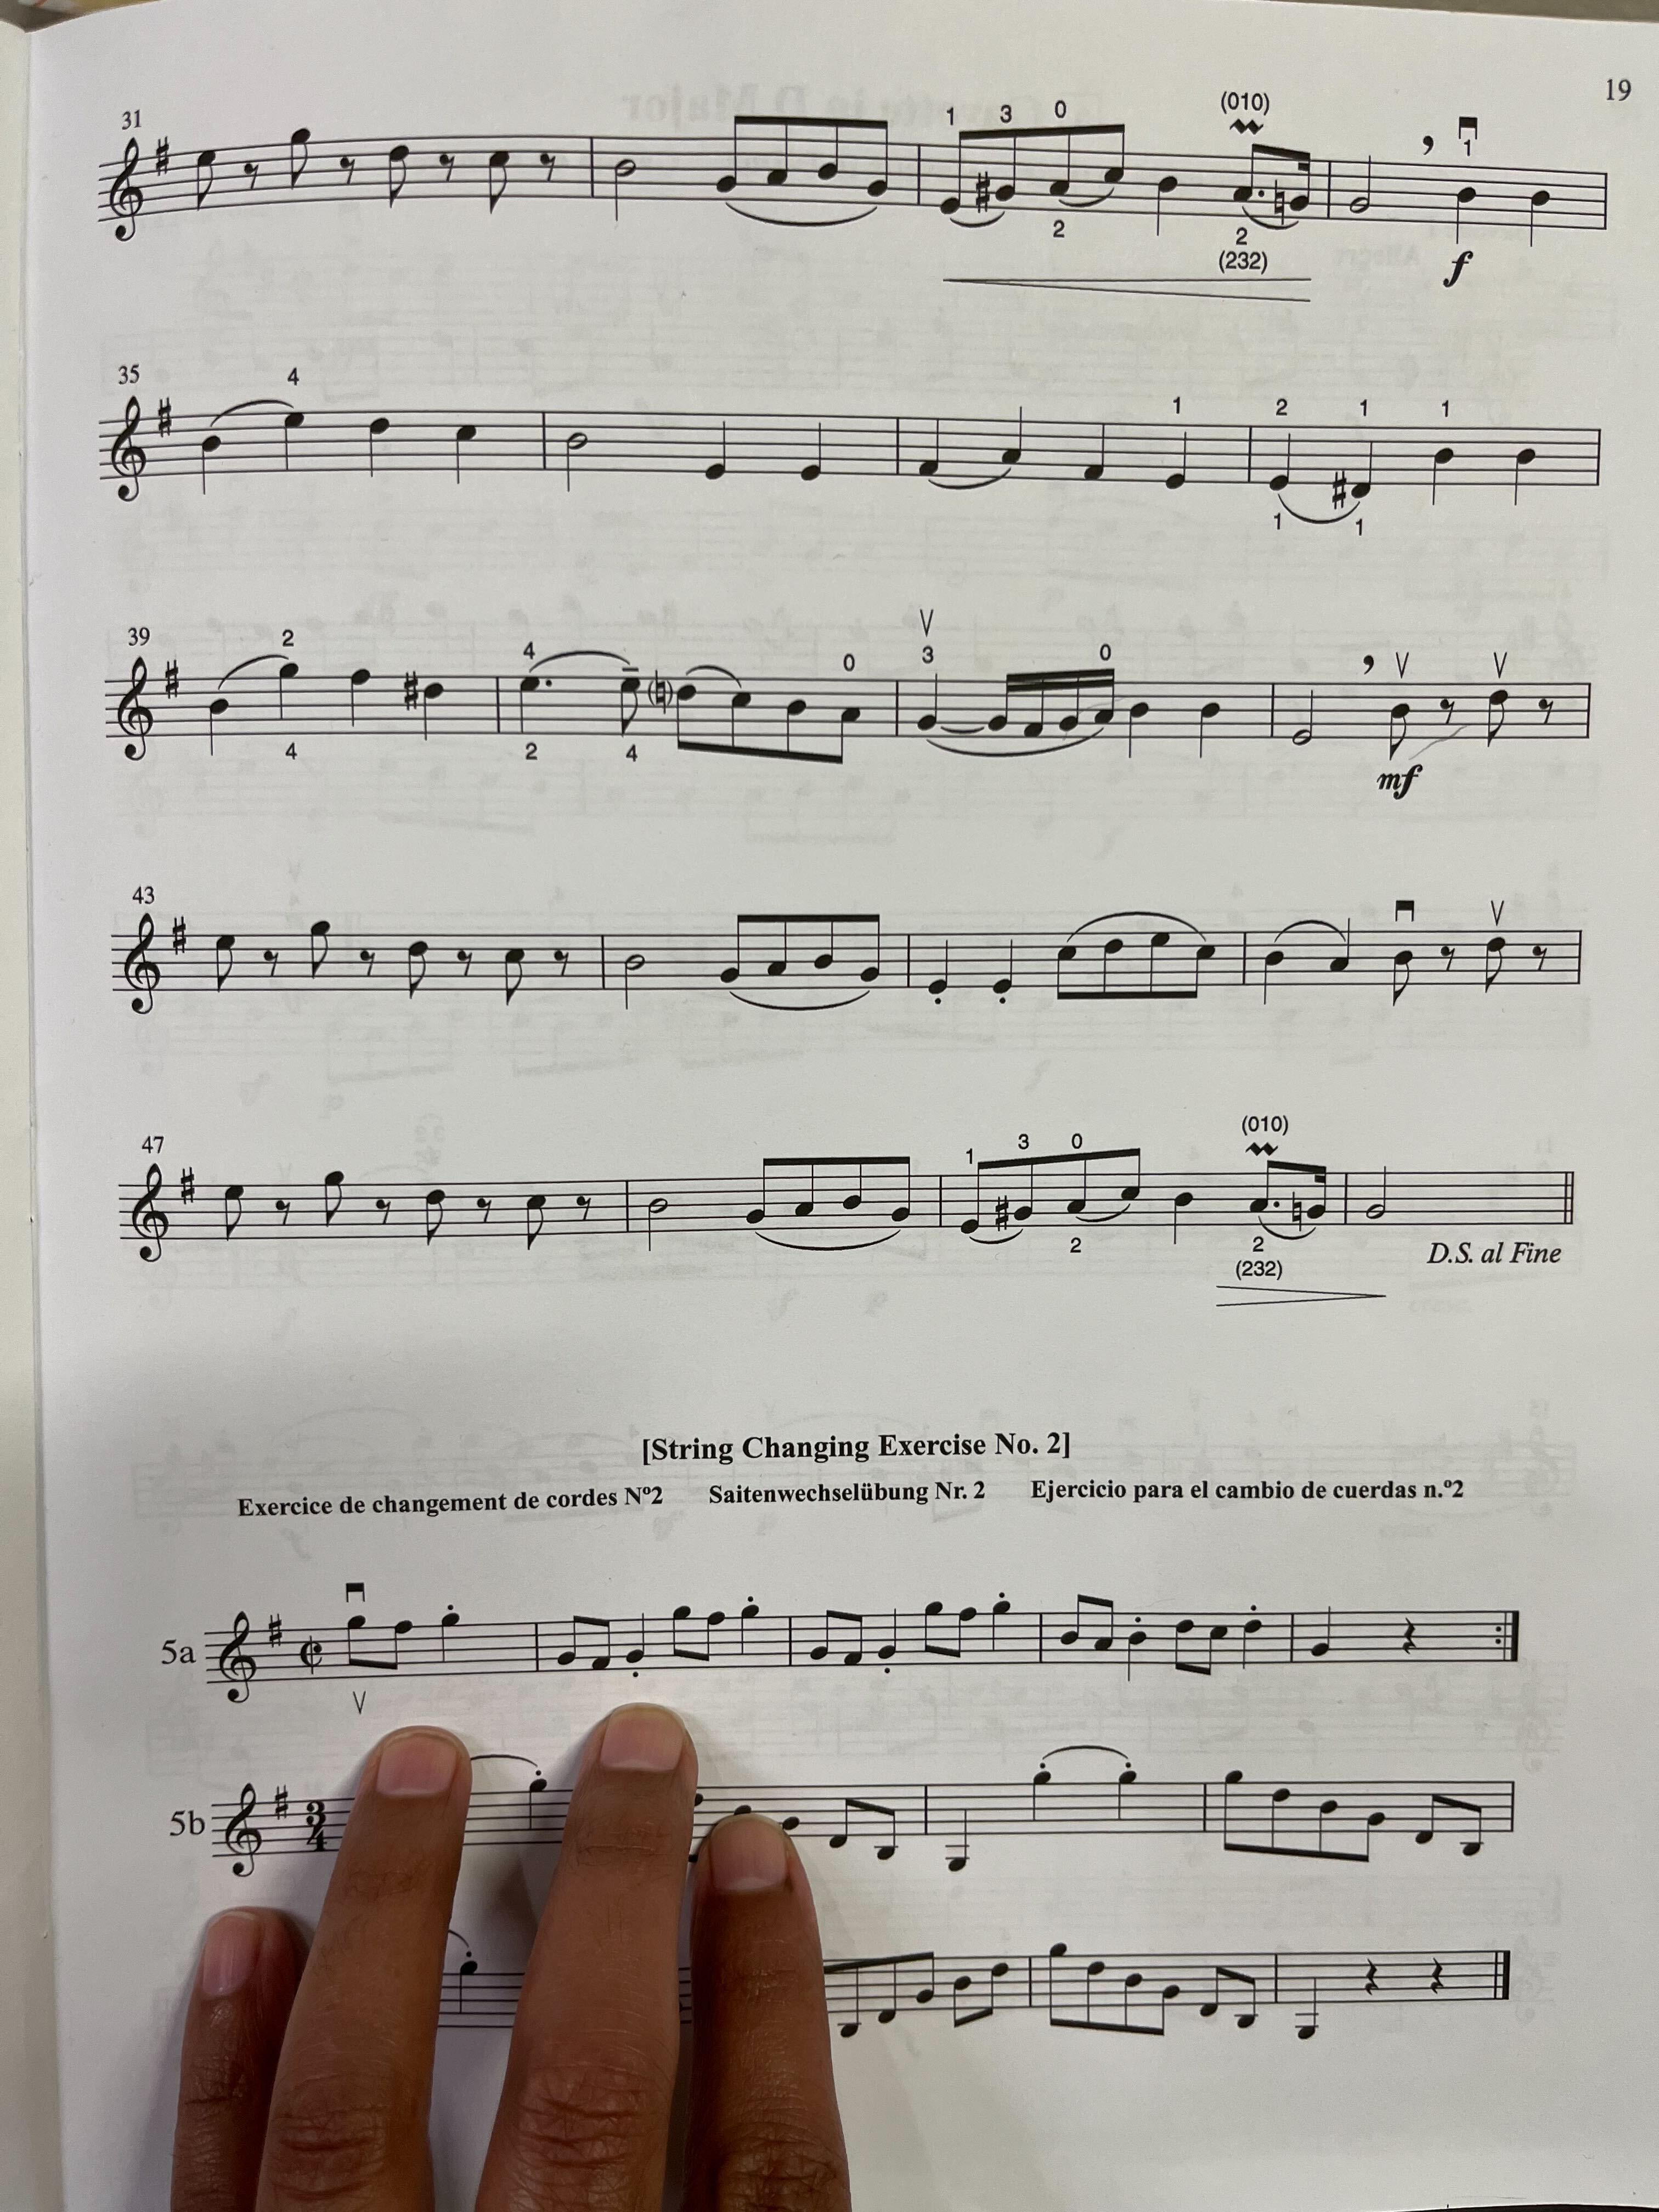 19
31 1 3 0 (010) 1
2 2 (232) f
35 4 1 2 1 1
1 1
39 2 4 0 3 0
4 2 4 mf
43
47 1 3 0 (010)
2 2 (232)
D.S. al Fine
[String Changing Exercise No. 2]
Exercice de changement de cordes Nº2 Saitenwechselübung Nr. 2 Ejercicio para el cambio de cuerdas n.º2
5a
5b 3 4